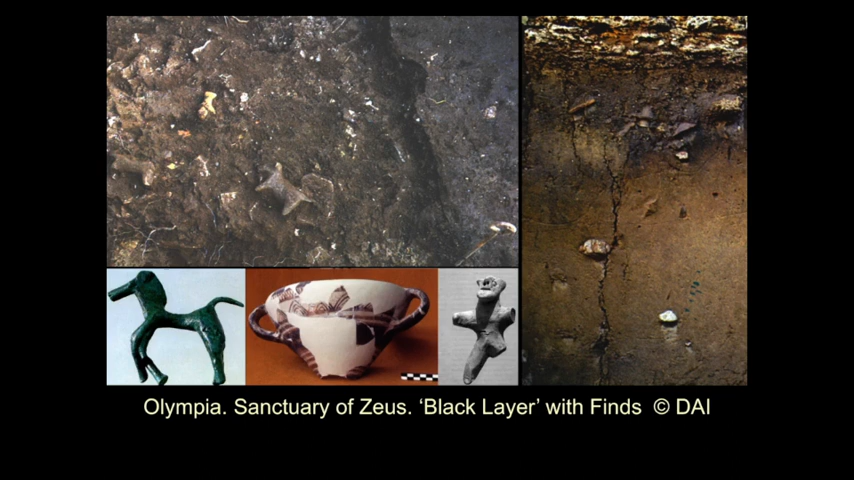 Olympia. Sanctuary of Zeus. ‘Black Layer’ with Finds © DAI